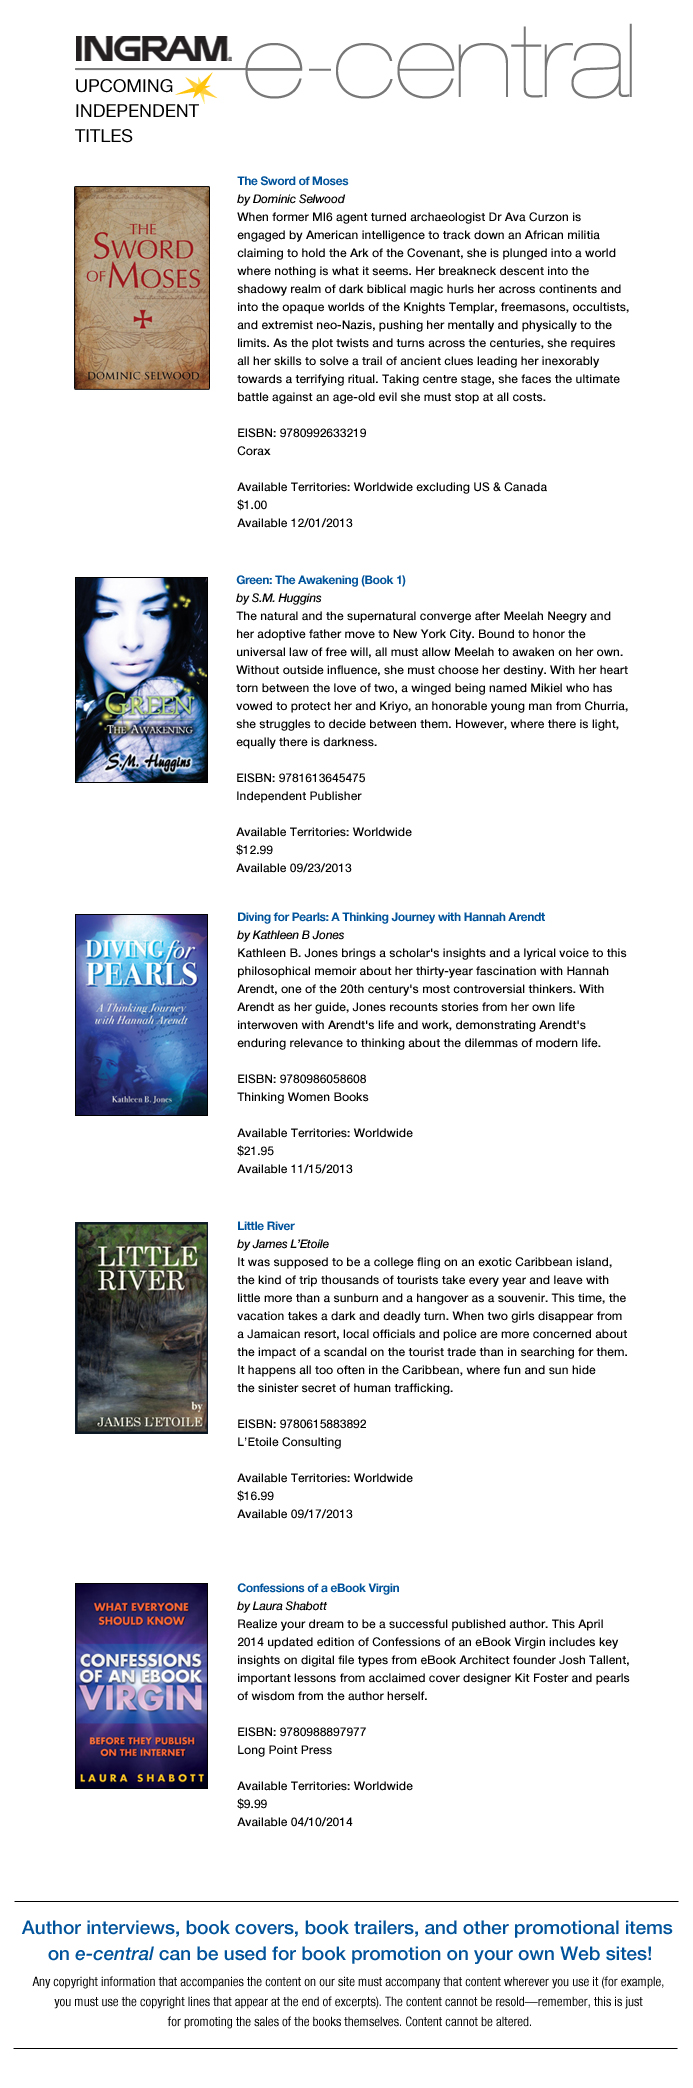 INGRAM®
e-central
UPCOMING
INDEPENDENT
TITLES
THE
SWORD
OF MOSES
DOMINIC SELWOOD
The Sword of Moses
by Dominic Selwood
When former MI6 agent turned archaeologist Dr Ava Curzon is
engaged by American intelligence to track down an African militia
claiming to hold the Ark of the Covenant, she is plunged into a world
where nothing is what it seems. Her breakneck descent into the
shadowy realm of dark biblical magic hurls her across continents and
into the opaque worlds of the Knights Templar, freemasons, occultists,
and extremist neo-Nazis, pushing her mentally and physically to the
limits. As the plot twists and turns across the centuries, she requires
all her skills to solve a trail of ancient clues leading her inexorably
towards a terrifying ritual. Taking centre stage, she faces the ultimate
battle against an age-old evil she must stop at all costs.
EISBN: 9780992633219
Corax
Available Territories: Worldwide excluding US & Canada
$1.00
Available 12/01/2013
GREEN
THE AWAKENING
S.M. Huggins
Green: The Awakening (Book 1)
by S.M. Huggins
The natural and the supernatural converge after Meelah Neegry and
her adoptive father move to New York City. Bound to honor the
universal law of free will, all must allow Meelah to awaken on her own.
Without outside influence, she must choose her destiny. With her heart
torn between the love of two, a winged being named Mikiel who has
vowed to protect her and Kriyo, an honorable young man from Churria,
she struggles to decide between them. However, where there is light,
equally there is darkness.
EISBN: 9781613645475
Independent Publisher
Available Territories: Worldwide
$12.99
Available 09/23/2013
DIVING for
PEARLS
A Thinking Journey
with Hannah Arendt
Kathleen B. Jones
Diving for Pearls: A Thinking Journey with Hannah Arendt
by Kathleen B Jones
Kathleen B. Jones brings a scholar's insights and a lyrical voice to this
philosophical memoir about her thirty-year fascination with Hannah
Arendt, one of the 20th century's most controversial thinkers. With
Arendt as her guide, Jones recounts stories from her own life
interwoven with Arendt's life and work, demonstrating Arendt's
enduring relevance to thinking about the dilemmas of modern life.
EISBN: 9780986058608
Thinking Women Books
Available Territories: Worldwide
$21.95
Available 11/15/2013
LITTLE
RIVER
by
JAMES L'ETOILE
Little River
by James L'Etoile
It was supposed to be a college fling on an exotic Caribbean island,
the kind of trip thousands of tourists take every year and leave with
little more than a sunburn and a hangover as a souvenir. This time, the
vacation takes a dark and deadly turn. When two girls disappear from
a Jamaican resort, local officials and police are more concerned about
the impact of a scandal on the tourist trade than in searching for them.
It happens all too often in the Caribbean, where fun and sun hide
the sinister secret of human trafficking.
EISBN: 9780615883892
L'Etoile Consulting
Available Territories: Worldwide
$16.99
Available 09/17/2013
WHAT EVERYONE
SHOULD KNOW
CONFESSIONS
OF AN EBOOK
VIRGIN
BEFORE THEY PUBLISH
ON THE INTERNET
LAURA SHABOTT
Confessions of a eBook Virgin
by Laura Shabott
Realize your dream to be a successful published author. This April
2014 updated edition of Confessions of an eBook Virgin includes key
insights on digital file types from eBook Architect founder Josh Tallent,
important lessons from acclaimed cover designer Kit Foster and pearls
of wisdom from the author herself.
EISBN: 9780988897977
Long Point Press
Available Territories: Worldwide
$9.99
Available 04/10/2014
Author interviews, book covers, book trailers, and other promotional items
on e-central can be used for book promotion on your own Web sites!
Any copyright information that accompanies the content on our site must accompany that content wherever you use it (for example,
you must use the copyright lines that appear at the end of excerpts). The content cannot be resold—remember, this is just
for promoting the sales of the books themselves. Content cannot be altered.